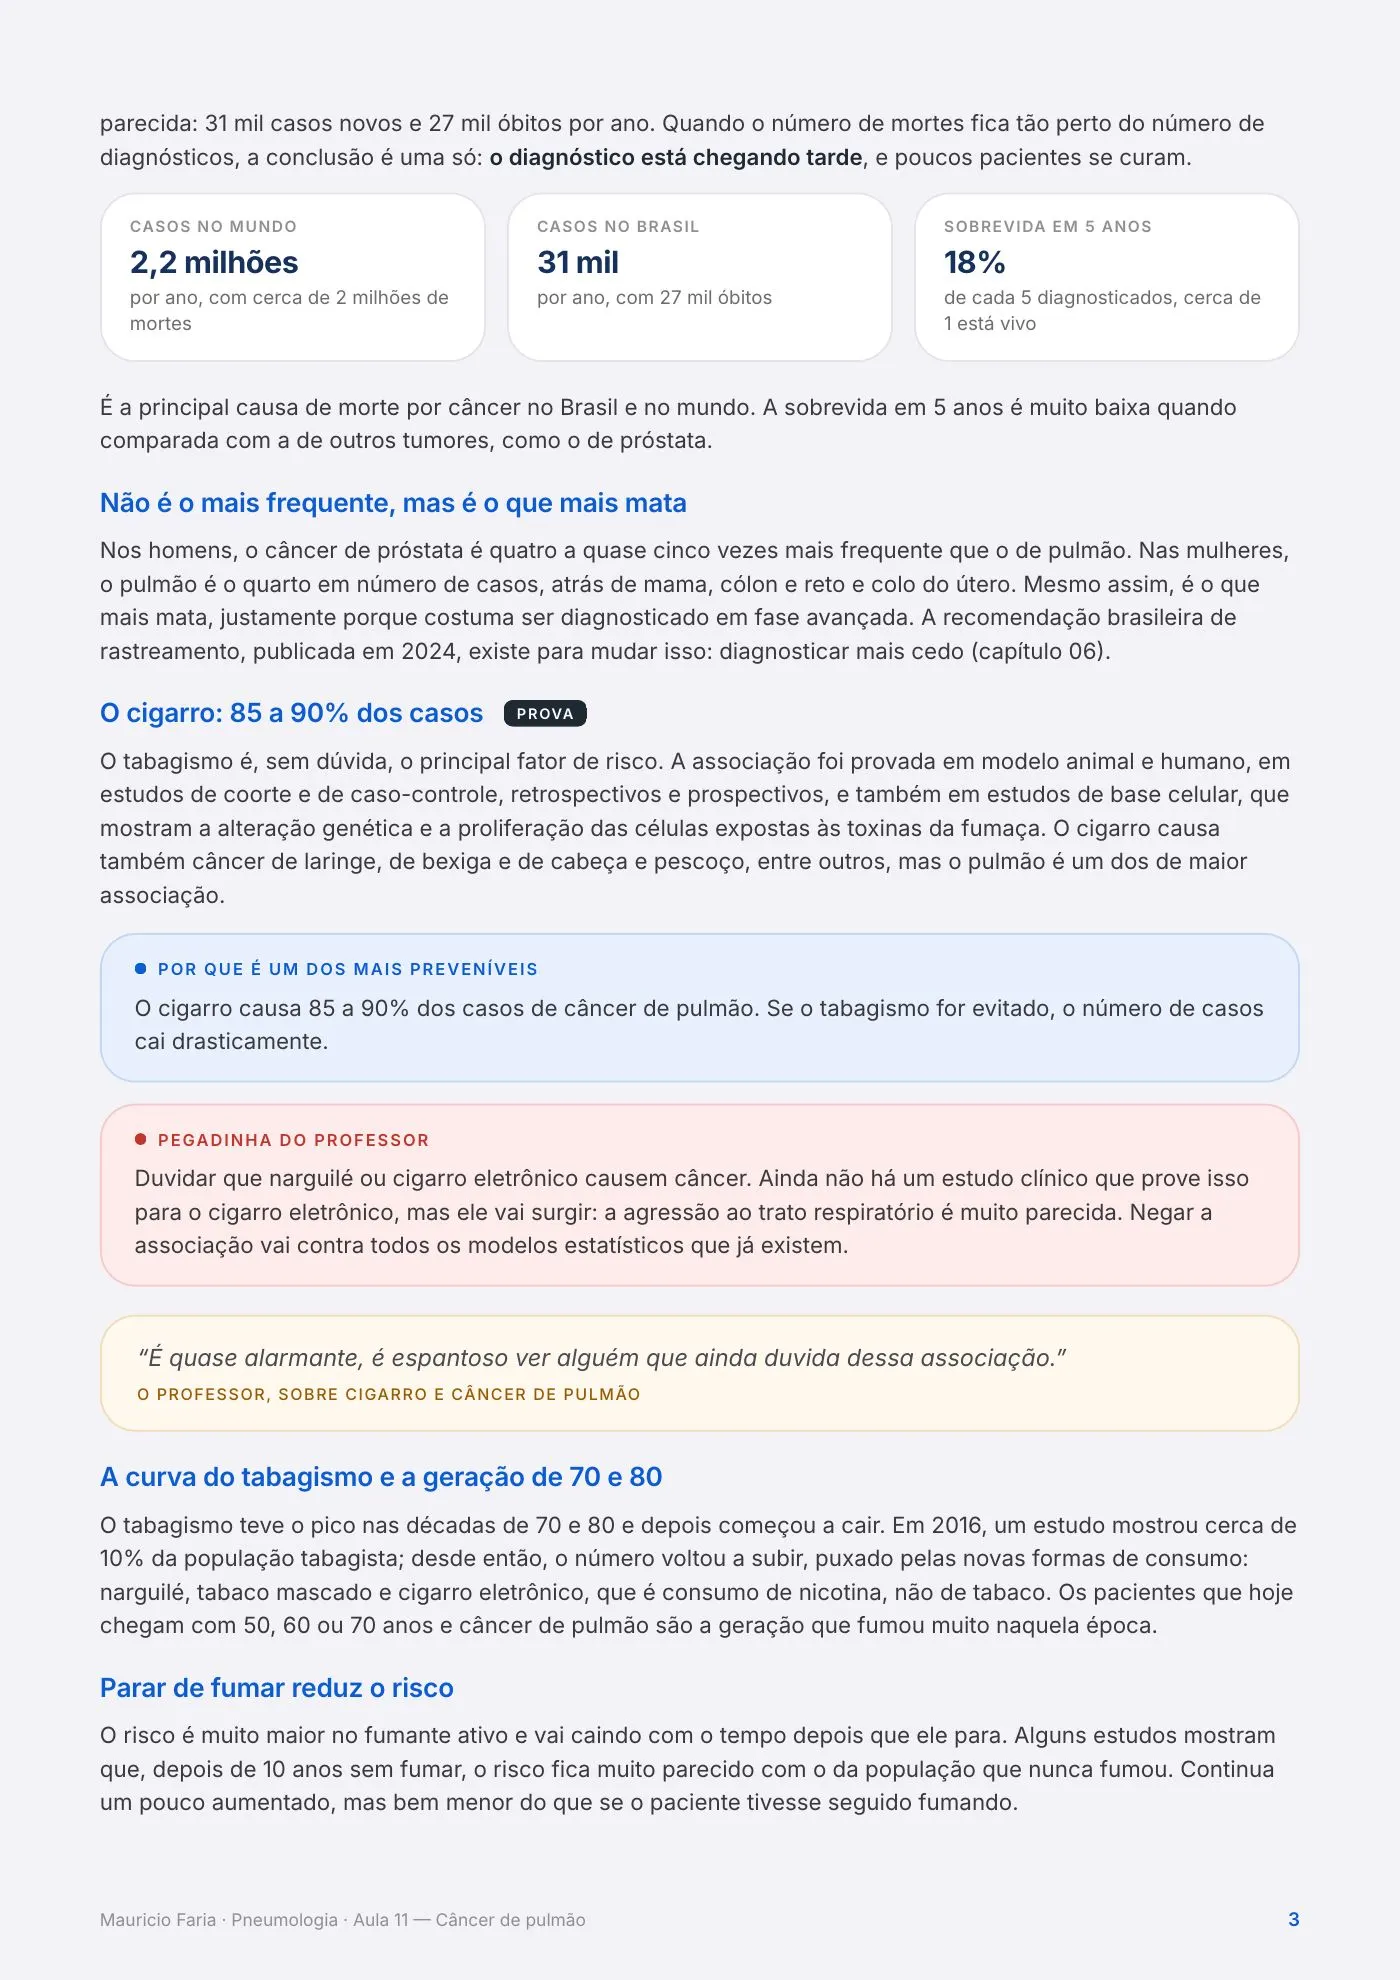 parecida: 31 mil casos novos e 27 mil óbitos por ano. Quando o número de mortes fica tão perto do número de
diagnósticos, a conclusão é uma só: o diagnóstico está chegando tarde, e poucos pacientes se curam.
CASOS NO MUNDO
2,2 milhões
por ano, com cerca de 2 milhões de
mortes
CASOS NO BRASIL
31 mil
por ano, com 27 mil óbitos
SOBREVIDA EM 5 ANOS
18%
de cada 5 diagnosticados, cerca de
1 está vivo
É a principal causa de morte por câncer no Brasil e no mundo. A sobrevida em 5 anos é muito baixa quando
comparada com a de outros tumores, como o de próstata.
Não é o mais frequente, mas é o que mais mata
Nos homens, o câncer de próstata é quatro a quase cinco vezes mais frequente que o de pulmão. Nas mulheres,
o pulmão é o quarto em número de casos, atrás de mama, cólon e reto e colo do útero. Mesmo assim, é o que
mais mata, justamente porque costuma ser diagnosticado em fase avançada. A recomendação brasileira de
rastreamento, publicada em 2024, existe para mudar isso: diagnosticar mais cedo (capítulo 06).
O cigarro: 85 a 90% dos casos PROVA
O tabagismo é, sem dúvida, o principal fator de risco. A associação foi provada em modelo animal e humano, em
estudos de coorte e de caso-controle, retrospectivos e prospectivos, e também em estudos de base celular, que
mostram a alteração genética e a proliferação das células expostas às toxinas da fumaça. O cigarro causa
também câncer de laringe, de bexiga e de cabeça e pescoço, entre outros, mas o pulmão é um dos de maior
associação.
POR QUE É UM DOS MAIS PREVENÍVEIS
O cigarro causa 85 a 90% dos casos de câncer de pulmão. Se o tabagismo for evitado, o número de casos
cai drasticamente.
PEGADINHA DO PROFESSOR
Duvidar que narguilé ou cigarro eletrônico causem câncer. Ainda não há um estudo clínico que prove isso
para o cigarro eletrônico, mas ele vai surgir: a agressão ao trato respiratório é muito parecida. Negar a
associação vai contra todos os modelos estatísticos que já existem.
“É quase alarmante, é espantoso ver alguém que ainda duvida dessa associação.”
O PROFESSOR, SOBRE CIGARRO E CÂNCER DE PULMÃO
A curva do tabagismo e a geração de 70 e 80
O tabagismo teve o pico nas décadas de 70 e 80 e depois começou a cair. Em 2016, um estudo mostrou cerca de
10% da população tabagista; desde então, o número voltou a subir, puxado pelas novas formas de consumo:
narguilé, tabaco mascado e cigarro eletrônico, que é consumo de nicotina, não de tabaco. Os pacientes que hoje
chegam com 50, 60 ou 70 anos e câncer de pulmão são a geração que fumou muito naquela época.
Parar de fumar reduz o risco
O risco é muito maior no fumante ativo e vai caindo com o tempo depois que ele para. Alguns estudos mostram
que, depois de 10 anos sem fumar, o risco fica muito parecido com o da população que nunca fumou. Continua
um pouco aumentado, mas bem menor do que se o paciente tivesse seguido fumando.
Mauricio Faria · Pneumologia · Aula 11 — Câncer de pulmão
3